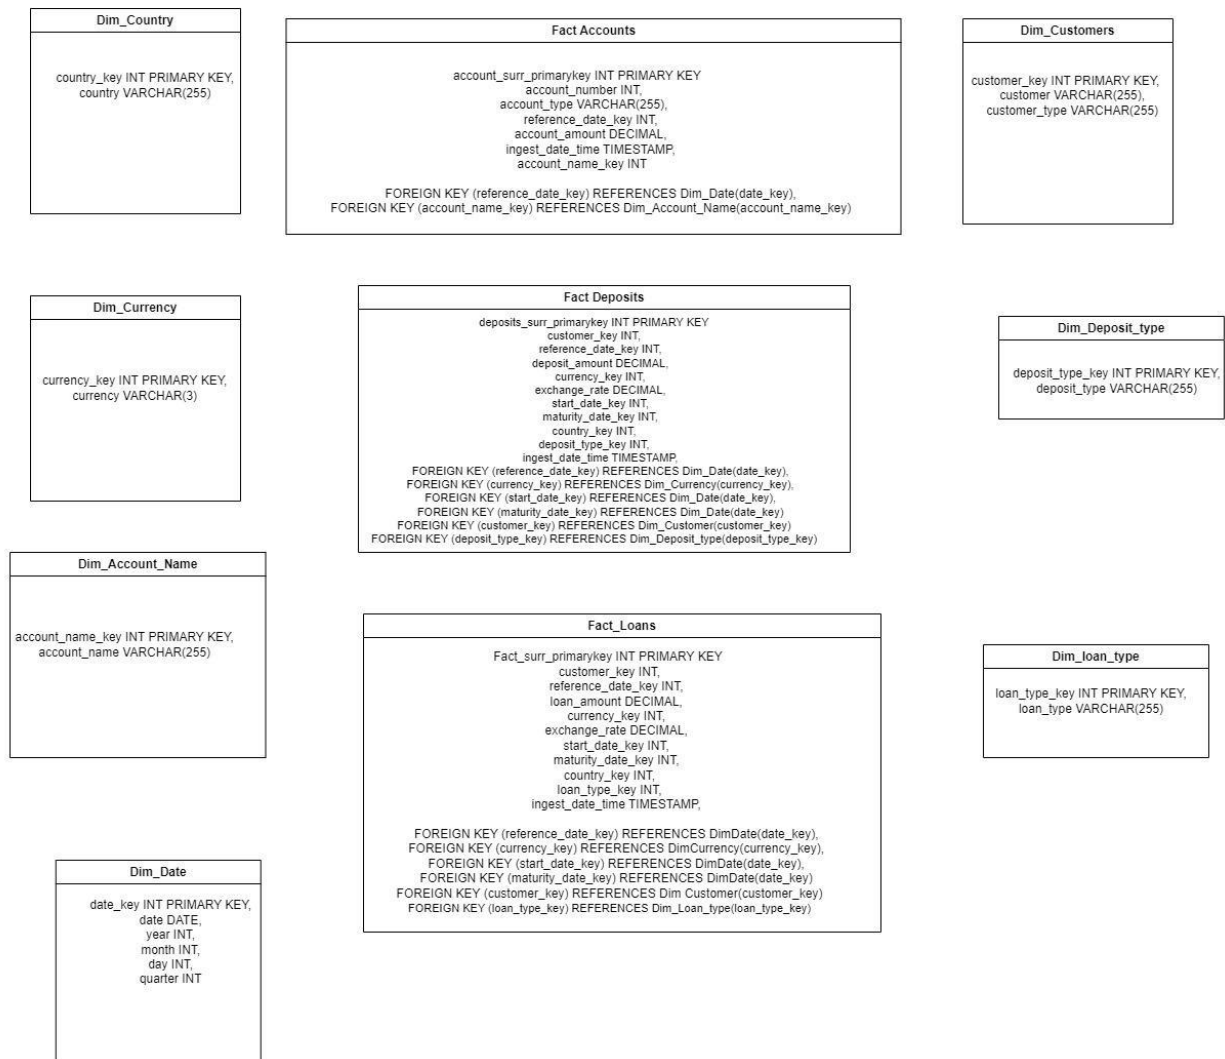 Dim_Country
country_key INT PRIMARY KEY,
country VARCHAR(255)
Fact Accounts
account_surr_primarykey INT PRIMARY KEY
account_number INT,
account_type VARCHAR(255),
reference_date_key INT,
account_amount DECIMAL,
ingest_date_time TIMESTAMP,
account_name_key INT
FOREIGN KEY (reference_date_key) REFERENCES Dim_Date(date_key),
FOREIGN KEY (account_name_key) REFERENCES Dim_Account_Name(account_name_key)
Dim_Customers
customer_key INT PRIMARY KEY,
customer VARCHAR(255),
customer_type VARCHAR(255)
Dim_Currency
currency_key INT PRIMARY KEY,
currency VARCHAR(3)
Fact Deposits
deposits_surr_primarykey INT PRIMARY KEY
customer_key INT,
reference_date_key INT,
deposit_amount DECIMAL,
currency_key INT,
exchange_rate DECIMAL,
start_date_key INT,
maturity_date_key INT,
country_key INT,
deposit_type_key INT,
ingest_date_time TIMESTAMP,
FOREIGN KEY (reference_date_key) REFERENCES Dim_Date(date_key),
FOREIGN KEY (currency_key) REFERENCES Dim_Currency(currency_key),
FOREIGN KEY (start_date_key) REFERENCES Dim_Date(date_key),
FOREIGN KEY (maturity_date_key) REFERENCES Dim_Date(date_key)
FOREIGN KEY (customer_key) REFERENCES Dim_Customer(customer_key)
FOREIGN KEY (deposit_type_key) REFERENCES Dim_Deposit_type(deposit_type_key)
Dim_Deposit_type
deposit_type_key INT PRIMARY KEY,
deposit_type VARCHAR(255)
Dim_Account_Name
account_name_key INT PRIMARY KEY,
account_name VARCHAR(255)
Fact_Loans
Fact_surr_primarykey INT PRIMARY KEY
customer_key INT,
reference_date_key INT,
loan_amount DECIMAL,
currency_key INT,
exchange_rate DECIMAL,
start_date_key INT,
maturity_date_key INT,
country_key INT,
loan_type_key INT,
ingest_date_time TIMESTAMP,
FOREIGN KEY (reference_date_key) REFERENCES DimDate(date_key),
FOREIGN KEY (currency_key) REFERENCES DimCurrency(currency_key),
FOREIGN KEY (start_date_key) REFERENCES DimDate(date_key),
FOREIGN KEY (maturity_date_key) REFERENCES DimDate(date_key)
FOREIGN KEY (customer_key) REFERENCES Dim Customer(customer_key)
FOREIGN KEY (loan_type_key) REFERENCES Dim_Loan_type(loan_type_key)
Dim_loan_type
loan_type_key INT PRIMARY KEY,
loan_type VARCHAR(255)
Dim_Date
date_key INT PRIMARY KEY,
date DATE,
year INT,
month INT,
day INT,
quarter INT